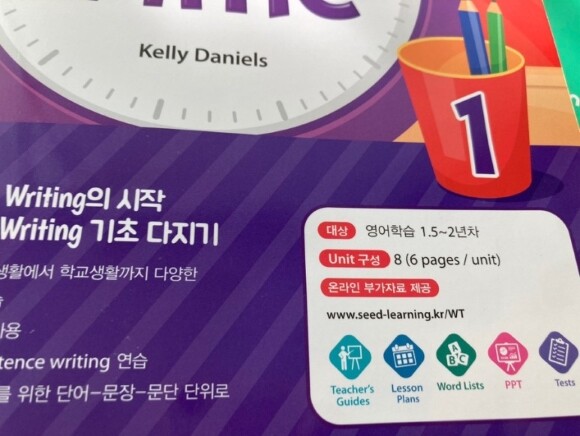 Kelly Daniels
1
Writing의 시작
Writing 기초 다지기
생활에서 학교생활까지 다양한
사용
tence writing 연습
를 위한 단어-문장-문단 단위로
대상 영어학습 1.5~2년차
Unit 구성 8 (6 pages / unit)
온라인 부가자료 제공
www.seed-learning.kr/WT
Teacher's Guides
Lesson Plans
Word Lists
PPT
Tests